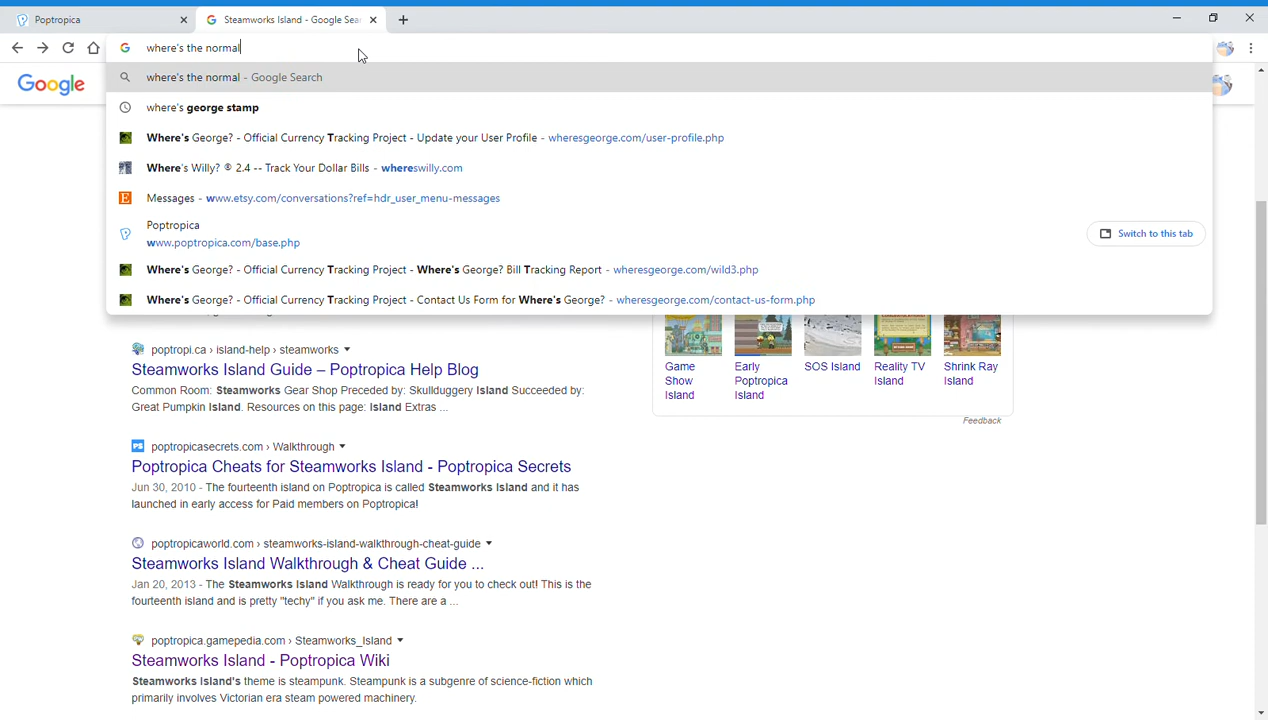 Poptropica
Steamworks Island - Google Sear
where's the normal
where's the normal - Google Search
where's george stamp
Where's George? - Official Currency Tracking Project - Update your User Profile - wheresgeorge.com/user-profile.php
Where's Willy? ® 2.4 -- Track Your Dollar Bills - whereswilly.com
Messages - www.etsy.com/conversations?ref=hdr_user_menu-messages
Poptropica
www.poptropica.com/base.php
Switch to this tab
Where's George? - Official Currency Tracking Project - Where's George? Bill Tracking Report - wheresgeorge.com/wild3.php
Where's George? - Official Currency Tracking Project - Contact Us Form for Where's George? - wheresgeorge.com/contact-us-form.php
Google
poptropi.ca › island-help › steamworks
Steamworks Island Guide – Poptropica Help Blog
Common Room: Steamworks Gear Shop Preceded by: Skullduggery Island Succeeded by:
Great Pumpkin Island. Resources on this page: Island Extras ...
poptropicasecrets.com › Walkthrough
Poptropica Cheats for Steamworks Island - Poptropica Secrets
Jun 30, 2010 - The fourteenth island on Poptropica is called Steamworks Island and it has
launched in early access for Paid members on Poptropica!
poptropicaworld.com › steamworks-island-walkthrough-cheat-guide
Steamworks Island Walkthrough & Cheat Guide ...
Jan 20, 2013 - The Steamworks Island Walkthrough is ready for you to check out! This is the
fourteenth island and is pretty "techy" if you ask me. There are a ...
poptropica.gamepedia.com › Steamworks_Island
Steamworks Island - Poptropica Wiki
Steamworks Island's theme is steampunk. Steampunk is a subgenre of science-fiction which
primarily involves Victorian era steam powered machinery.
Game
Show
Island
Early
Poptropica
Island
SOS Island
Reality TV
Island
Shrink Ray
Island
Feedback